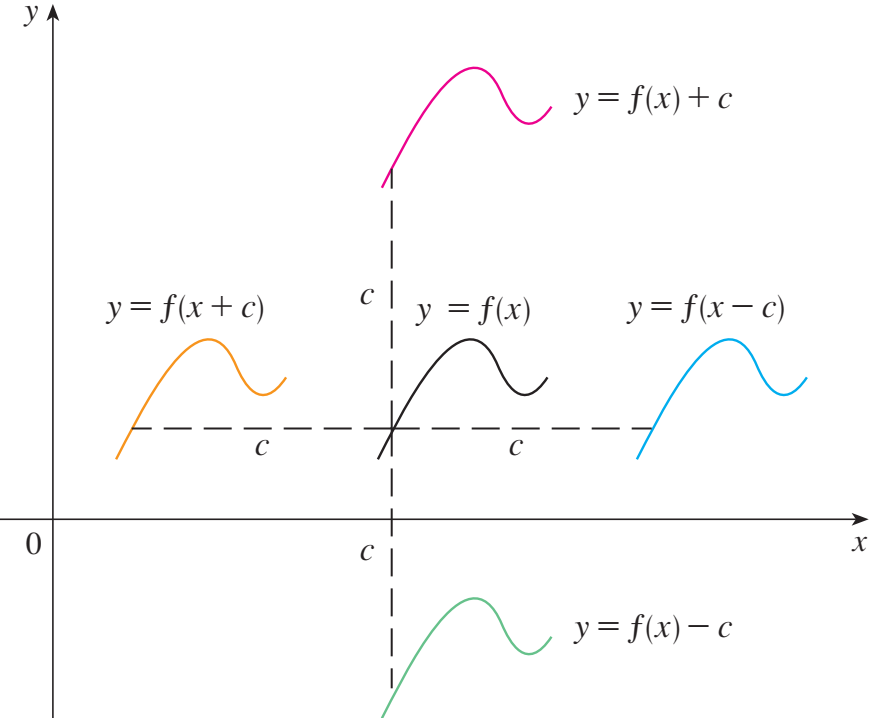 y
y = f(x) + c
c
y = f(x + c)
y = f(x)
y = f(x − c)
c
c
0
c
x
y = f(x) − c